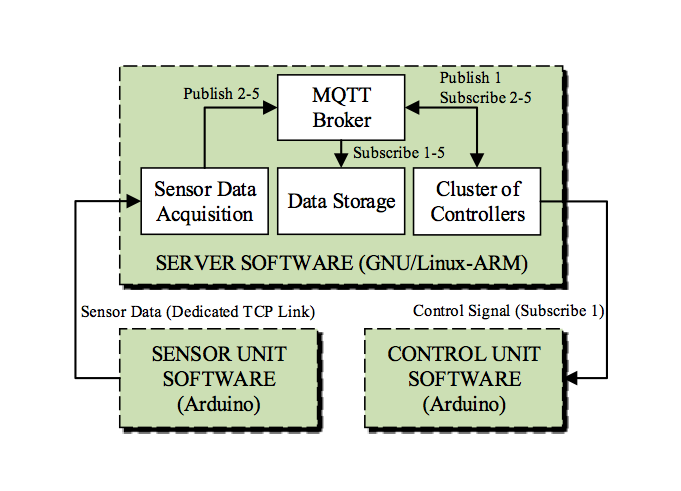 Publish 2-5
MQTT
Broker
Publish 1
Subscribe 2-5
Subscribe 1-5
Sensor Data
Acquisition
Data Storage
Cluster of
Controllers
SERVER SOFTWARE (GNU/Linux-ARM)
Sensor Data (Dedicated TCP Link)
Control Signal (Subscribe 1)
SENSOR UNIT
SOFTWARE
(Arduino)
CONTROL UNIT
SOFTWARE
(Arduino)